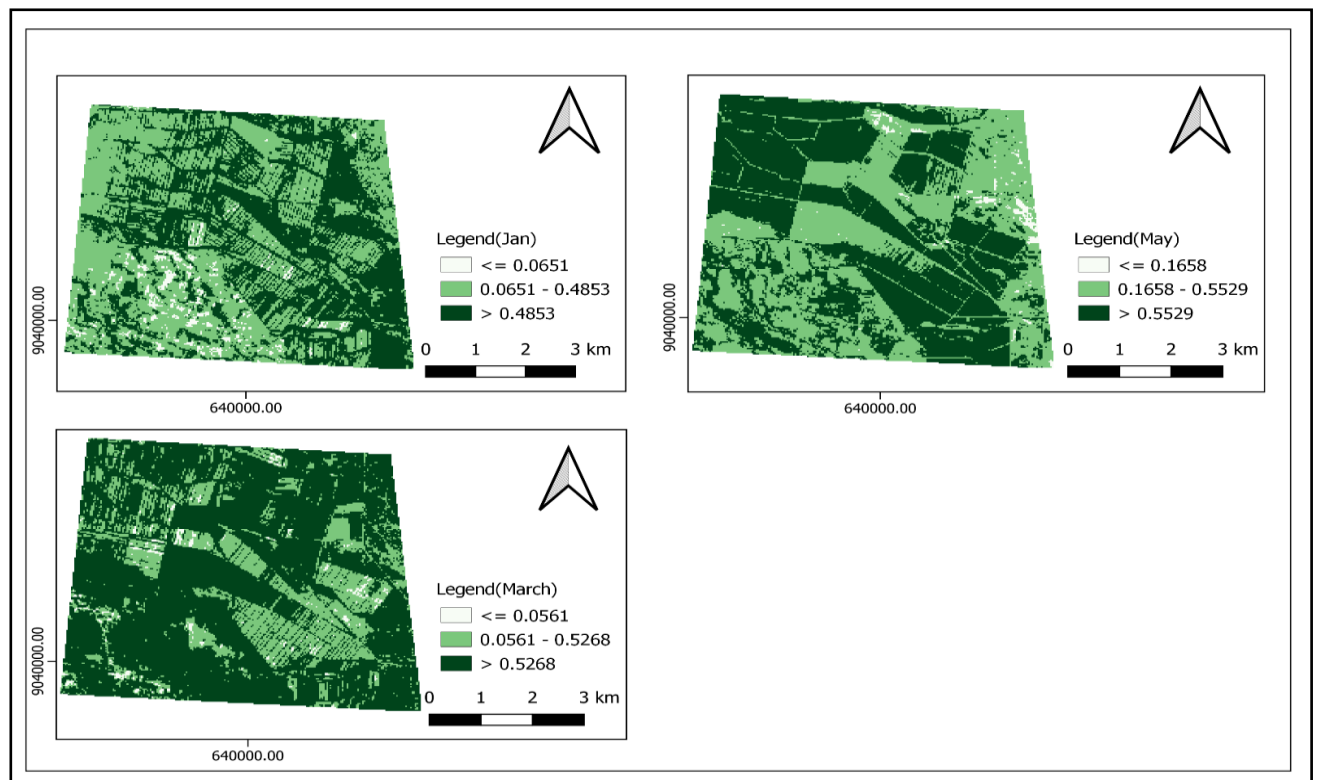 Legend(Jan)
<= 0.0651
0.0651 - 0.4853
> 0.4853
0 1 2 3 km
9040000.00
640000.00
Legend(May)
<= 0.1658
0.1658 - 0.5529
> 0.5529
0 1 2 3 km
9040000.00
640000.00
Legend(March)
<= 0.0561
0.0561 - 0.5268
> 0.5268
0 1 2 3 km
9040000.00
640000.00